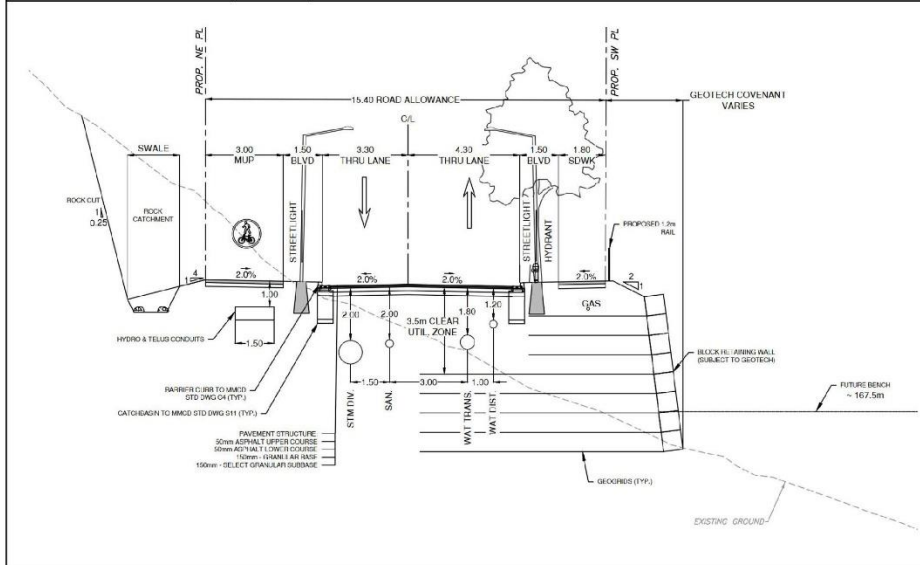 PROP. NE PL
PROP. SW PL
15.40 ROAD ALLOWANCE
GEOTECH COVENANT
VARIES
C/L
SWALE
3.00
MUP
1.50
BLVD
3.30
THRU LANE
4.30
THRU LANE
1.50
BLVD
1.80
SDWK
ROCK CUT
1
0.25
ROCK
CATCHMENT
STREETLIGHT
STREETLIGHT
HYDRANT
PROPOSED 1.2m
RAIL
4
1
2.0%
2.0%
2.0%
2.0%
2
1
1.00
2.00
2.00
1.80
1.20
GAS
3.5m CLEAR
UTIL ZONE
1.50
HYDRO & TELUS CONDUITS
BLOCK RETAINING WALL
(SUBJECT TO GEOTECH)
1.50
3.00
1.00
BARRIER CURB TO MMCD
STD DWG C4 (TYP.)
STM DIV.
SAN.
WAT TRANS.
WAT DIST.
FUTURE BENCH
~ 167.5m
CATCHBASIN TO MMCD STD DWG S11 (TYP.)
PAVEMENT STRUCTURE:
50mm ASPHALT UPPER COURSE
50mm ASPHALT LOWER COURSE
150mm - GRANULAR BASE
150mm - SELECT GRANULAR SUBBASE
GEOGRIDS (TYP.)
EXISTING GROUND